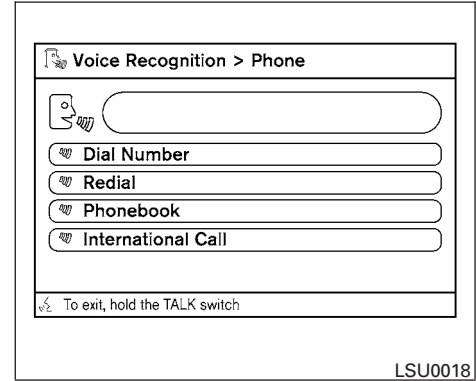 Voice Recognition > Phone
Dial Number
Redial
Phonebook
International Call
To exit, hold the TALK switch
LSU0018